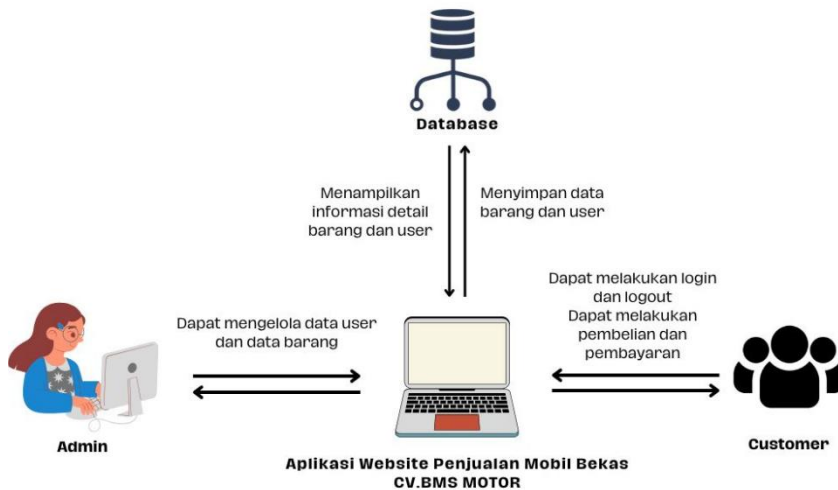 Database
Menampilkan
informasi detail
barang dan user
Menyimpan data
barang dan user
Dapat melakukan login
dan logout
Dapat melakukan
pembelian dan
pembayaran
Dapat mengelola data user
dan data barang
Admin
Aplikasi Website Penjualan Mobil Bekas
CV.BMS MOTOR
Customer